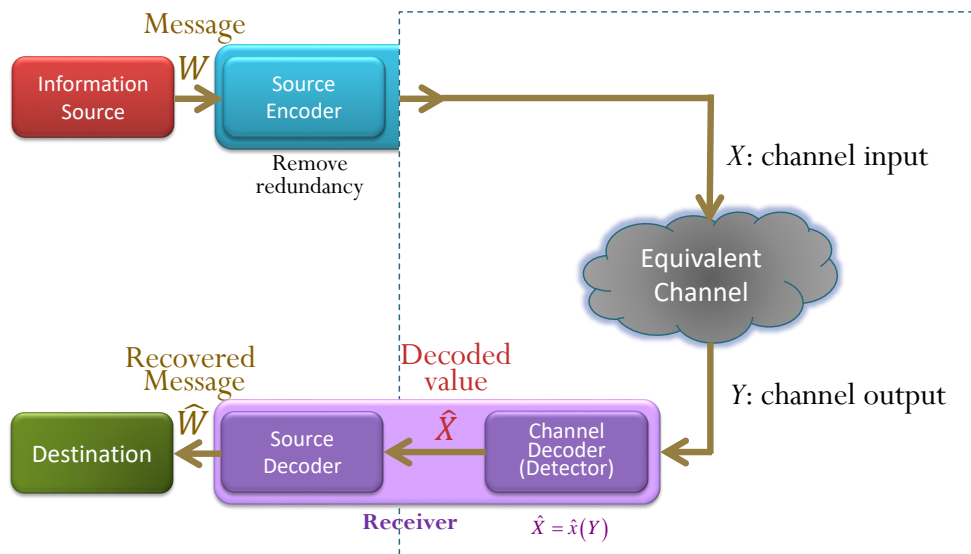 Message
W
Information
Source
Source
Encoder
Remove
redundancy
X: channel input
Equivalent
Channel
Y: channel output
Recovered
Message
Ŵ
Decoded
value
X̂
Destination
Source
Decoder
Channel
Decoder
(Detector)
Receiver
X̂ = x̂(Y)